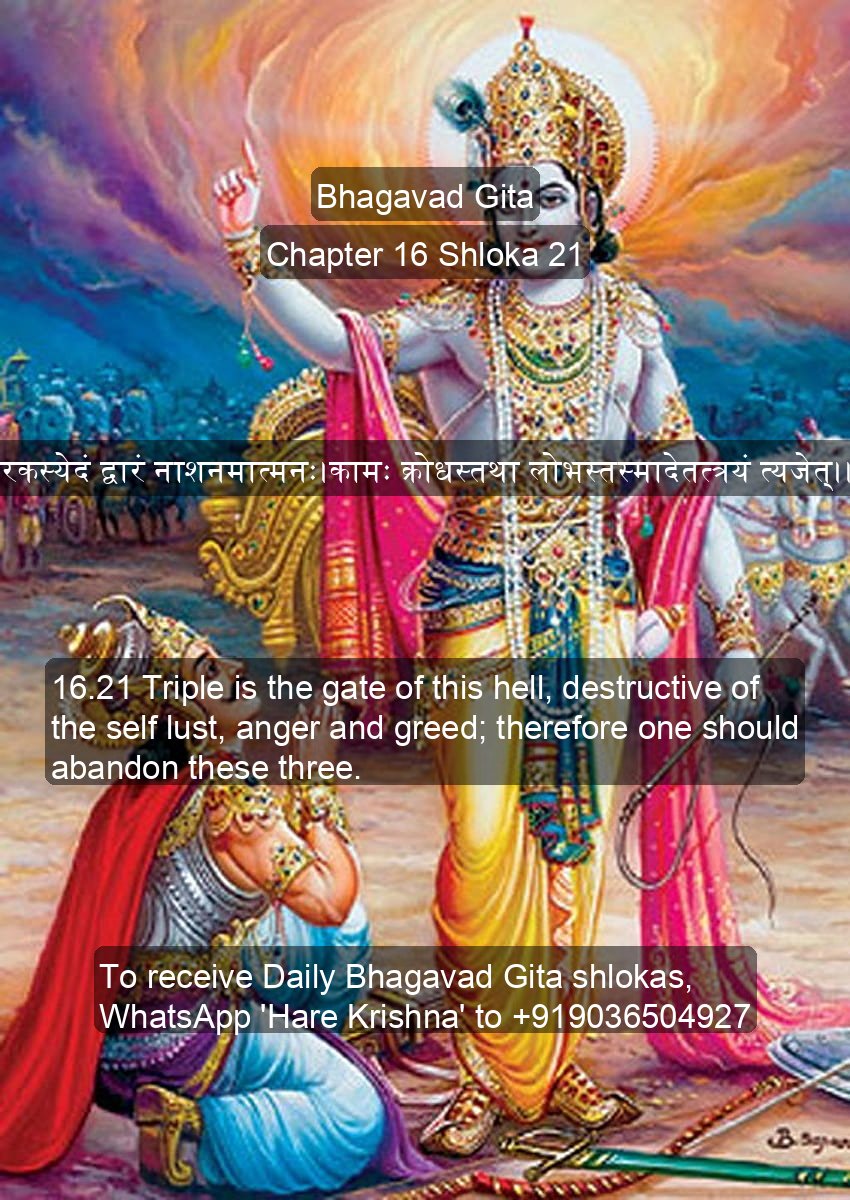 Bhagavad Gita
Chapter 16 Shloka 21
रकस्येदं द्वारं नाशनमात्मनः।कामः क्रोधस्तथा लोभस्तस्मादेतत्त्रयं त्यजेत्।।
16.21 Triple is the gate of this hell, destructive of
the self lust, anger and greed; therefore one should
abandon these three.
To receive Daily Bhagavad Gita shlokas,
WhatsApp 'Hare Krishna' to +919036504927